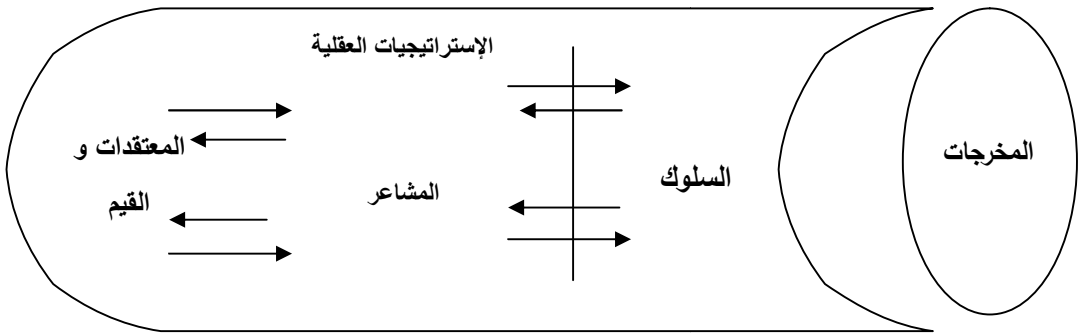 الإستراتيجيات العقلية
المعتقدات و
القيم
المشاعر
السلوك
المخرجات